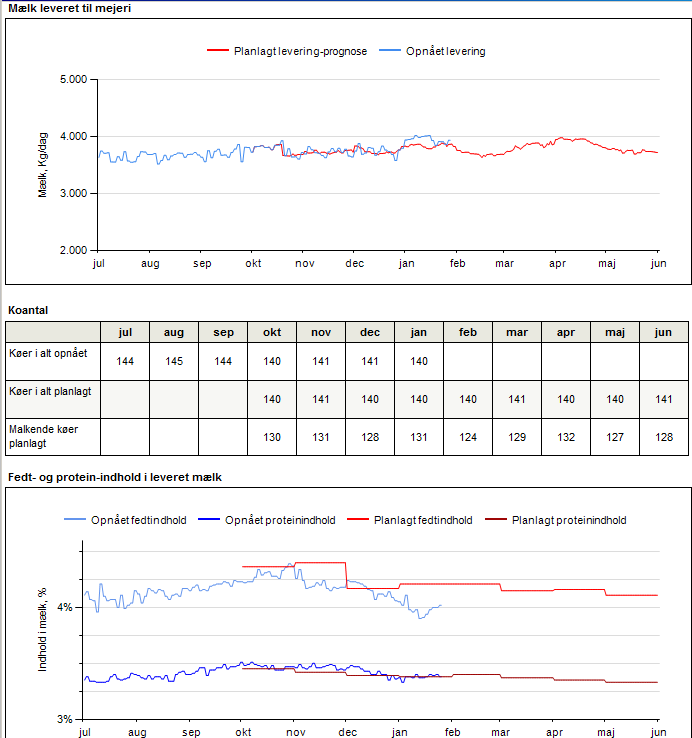 Mælk leveret til mejeri
Planlagt levering-prognose Opnået levering
5.000
4.000
3.000
2.000
Mælk, Kg/dag
jul aug sep okt nov dec jan feb mar apr maj jun
Koantal
jul aug sep okt nov dec jan feb mar apr maj jun
Køer i alt opnået 144 145 144 140 141 141 140
Køer i alt planlagt 140 141 140 140 140 141 140 140 141
Malkende køer
planlagt 130 131 128 131 124 129 132 127 128
Fedt- og protein-indhold i leveret mælk
Opnået fedtindhold Opnået proteinindhold Planlagt fedtindhold Planlagt proteinindhold
4%
3%
Indhold i mælk, %
jul aug sep okt nov dec jan feb mar apr maj jun